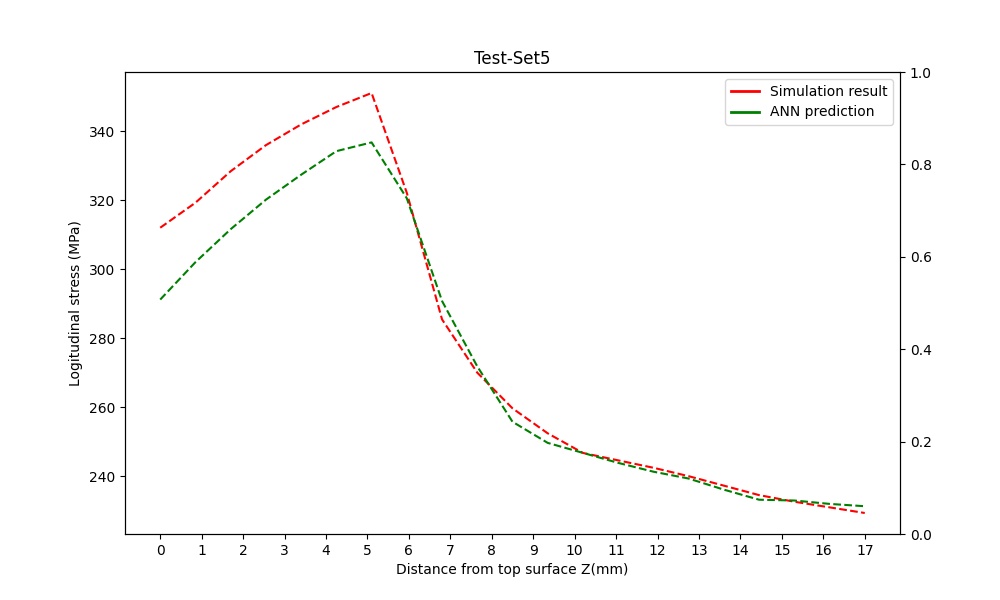 Test-Set5
Simulation result
ANN prediction
Logitudinal stress (MPa)
340
320
300
280
260
240
1.0
0.8
0.6
0.4
0.2
0.0
0 1 2 3 4 5 6 7 8 9 10 11 12 13 14 15 16 17
Distance from top surface Z(mm)